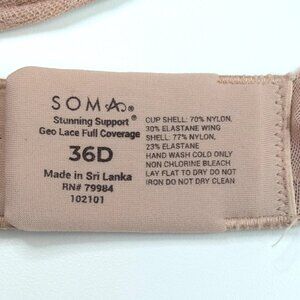 SOMA®
Stunning Support®
Geo Lace Full Coverage
36D
Made in Sri Lanka
RN# 79984
102101
CUP SHELL: 70% NYLON,
30% ELASTANE WING
SHELL: 77% NYLON,
23% ELASTANE
HAND WASH COLD ONLY
NON CHLORINE BLEACH
LAY FLAT TO DRY DO NOT
IRON DO NOT DRY CLEAN